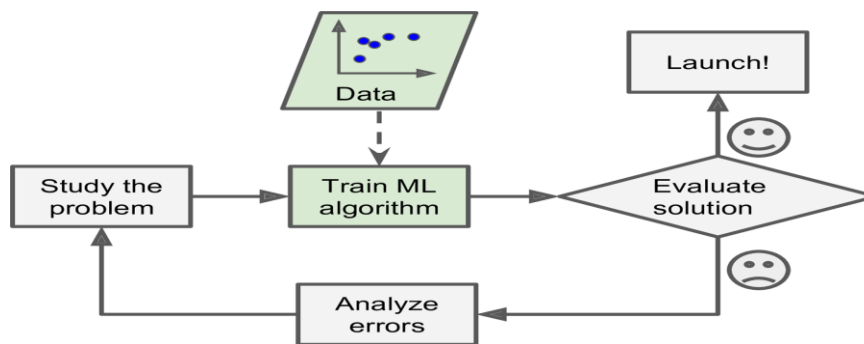 Data
Launch!
Study the
problem
Train ML
algorithm
Evaluate
solution
Analyze
errors